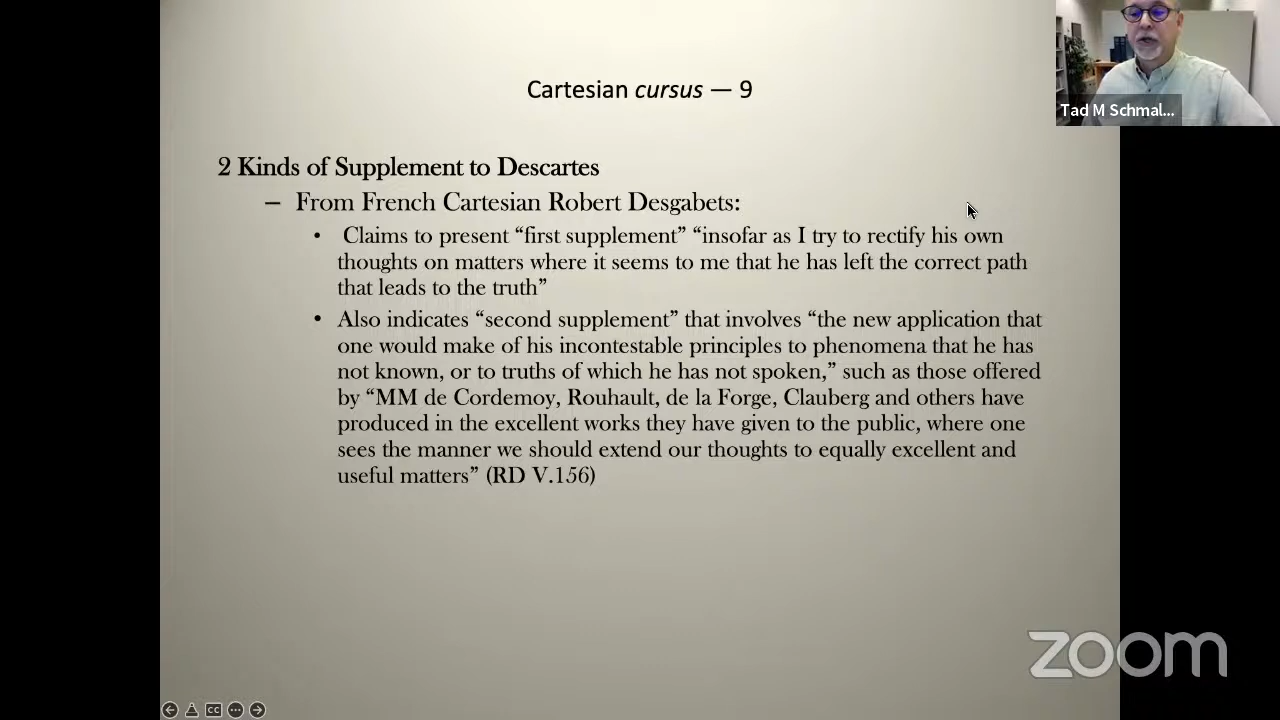 Cartesian cursus — 9
Tad M Schmal...
2 Kinds of Supplement to Descartes
– From French Cartesian Robert Desgabets:
• Claims to present “first supplement” “insofar as I try to rectify his own
thoughts on matters where it seems to me that he has left the correct path
that leads to the truth”
• Also indicates “second supplement” that involves “the new application that
one would make of his incontestable principles to phenomena that he has
not known, or to truths of which he has not spoken,” such as those offered
by “MM de Cordemoy, Rouhault, de la Forge, Clauberg and others have
produced in the excellent works they have given to the public, where one
sees the manner we should extend our thoughts to equally excellent and
useful matters” (RD V.156)
zoom
CC